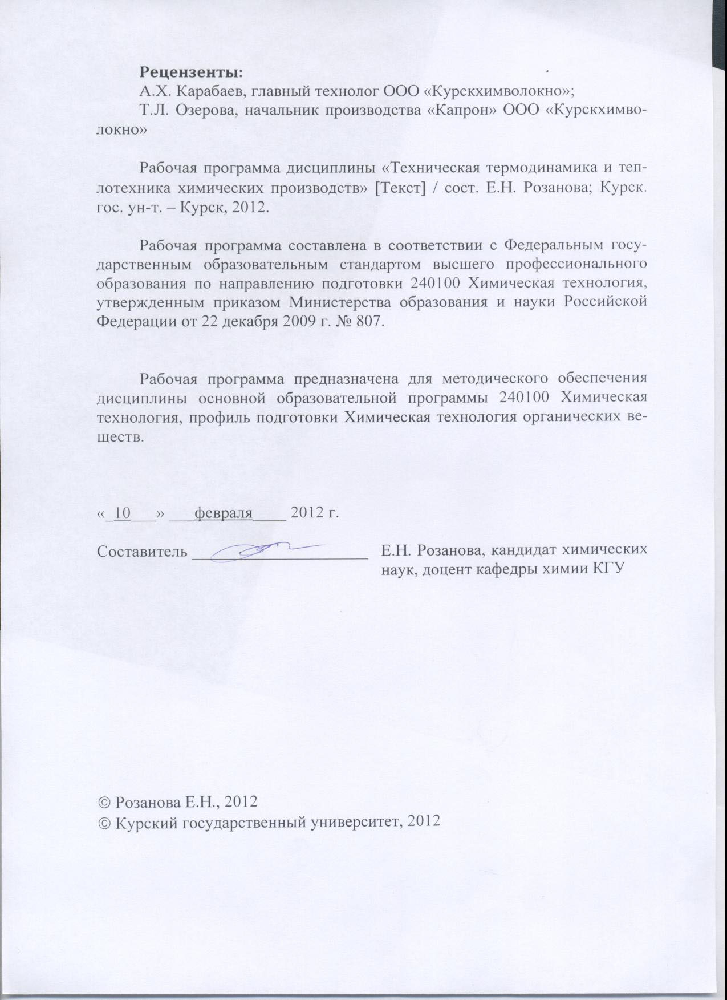 Рецензенты:
А.Х. Карабаев, главный технолог ООО «Курскхимволокно»;
Т.Л. Озерова, начальник производства «Капрон» ООО «Курскхимво-
локно»
Рабочая программа дисциплины «Техническая термодинамика и теп-
лотехника химических производств» [Текст] / сост. Е.Н. Розанова; Курск.
гос. ун-т. – Курск, 2012.
Рабочая программа составлена в соответствии с Федеральным госу-
дарственным образовательным стандартом высшего профессионального
образования по направлению подготовки 240100 Химическая технология,
утвержденным приказом Министерства образования и науки Российской
Федерации от 22 декабря 2009 г. № 807.
Рабочая программа предназначена для методического обеспечения
дисциплины основной образовательной программы 240100 Химическая
технология, профиль подготовки Химическая технология органических ве-
ществ.
«_10___» ___февраля____ 2012 г.
Составитель _____________________ Е.Н. Розанова, кандидат химических
наук, доцент кафедры химии КГУ
© Розанова Е.Н., 2012
© Курский государственный университет, 2012